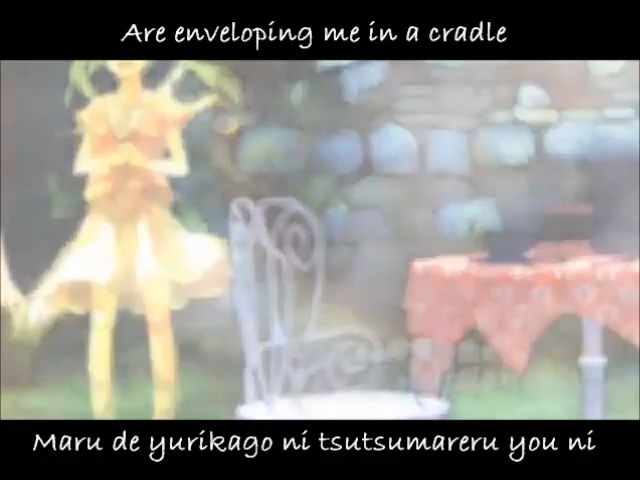 Are enveloping me in a cradle
Maru de yurikago ni tsutsumareru you ni